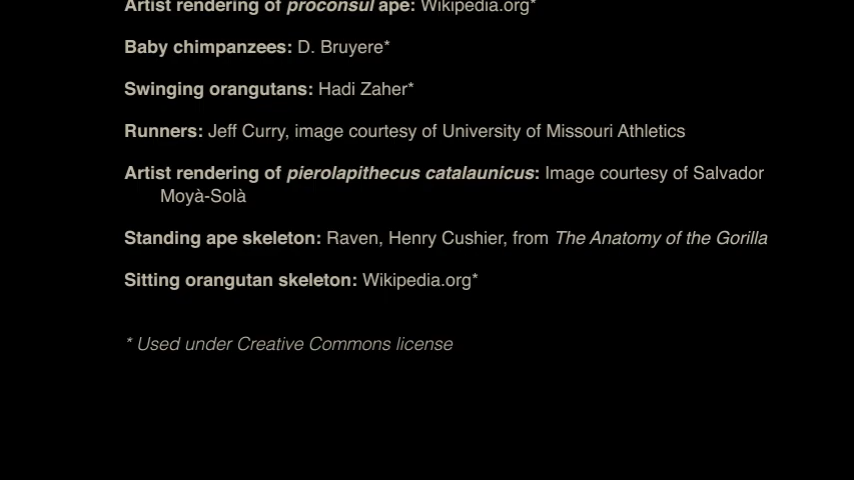 Artist rendering of proconsul ape: Wikipedia.org*
Baby chimpanzees: D. Bruyere*
Swinging orangutans: Hadi Zaher*
Runners: Jeff Curry, image courtesy of University of Missouri Athletics
Artist rendering of pierolapithecus catalaunicus: Image courtesy of Salvador
Moyà-Solà
Standing ape skeleton: Raven, Henry Cushier, from The Anatomy of the Gorilla
Sitting orangutan skeleton: Wikipedia.org*
* Used under Creative Commons license